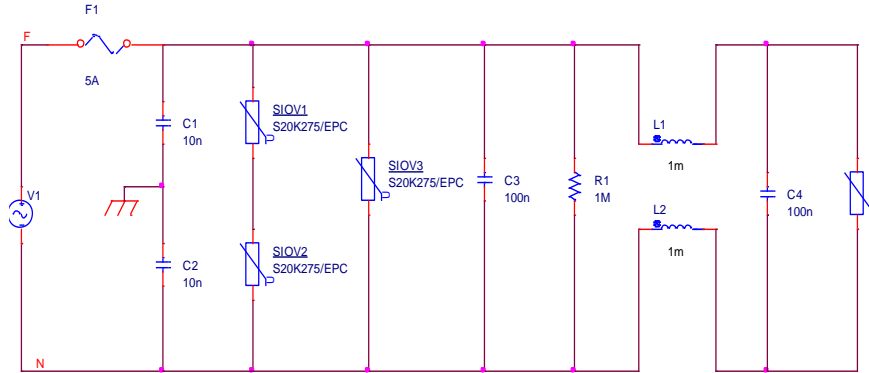 F1
F
5A
C1
10n
SIOV1
S20K275/EPC
V1
SIOV3
S20K275/EPC
C3
100n
R1
1M
L1
1m
L2
1m
C4
100n
C2
10n
SIOV2
S20K275/EPC
N